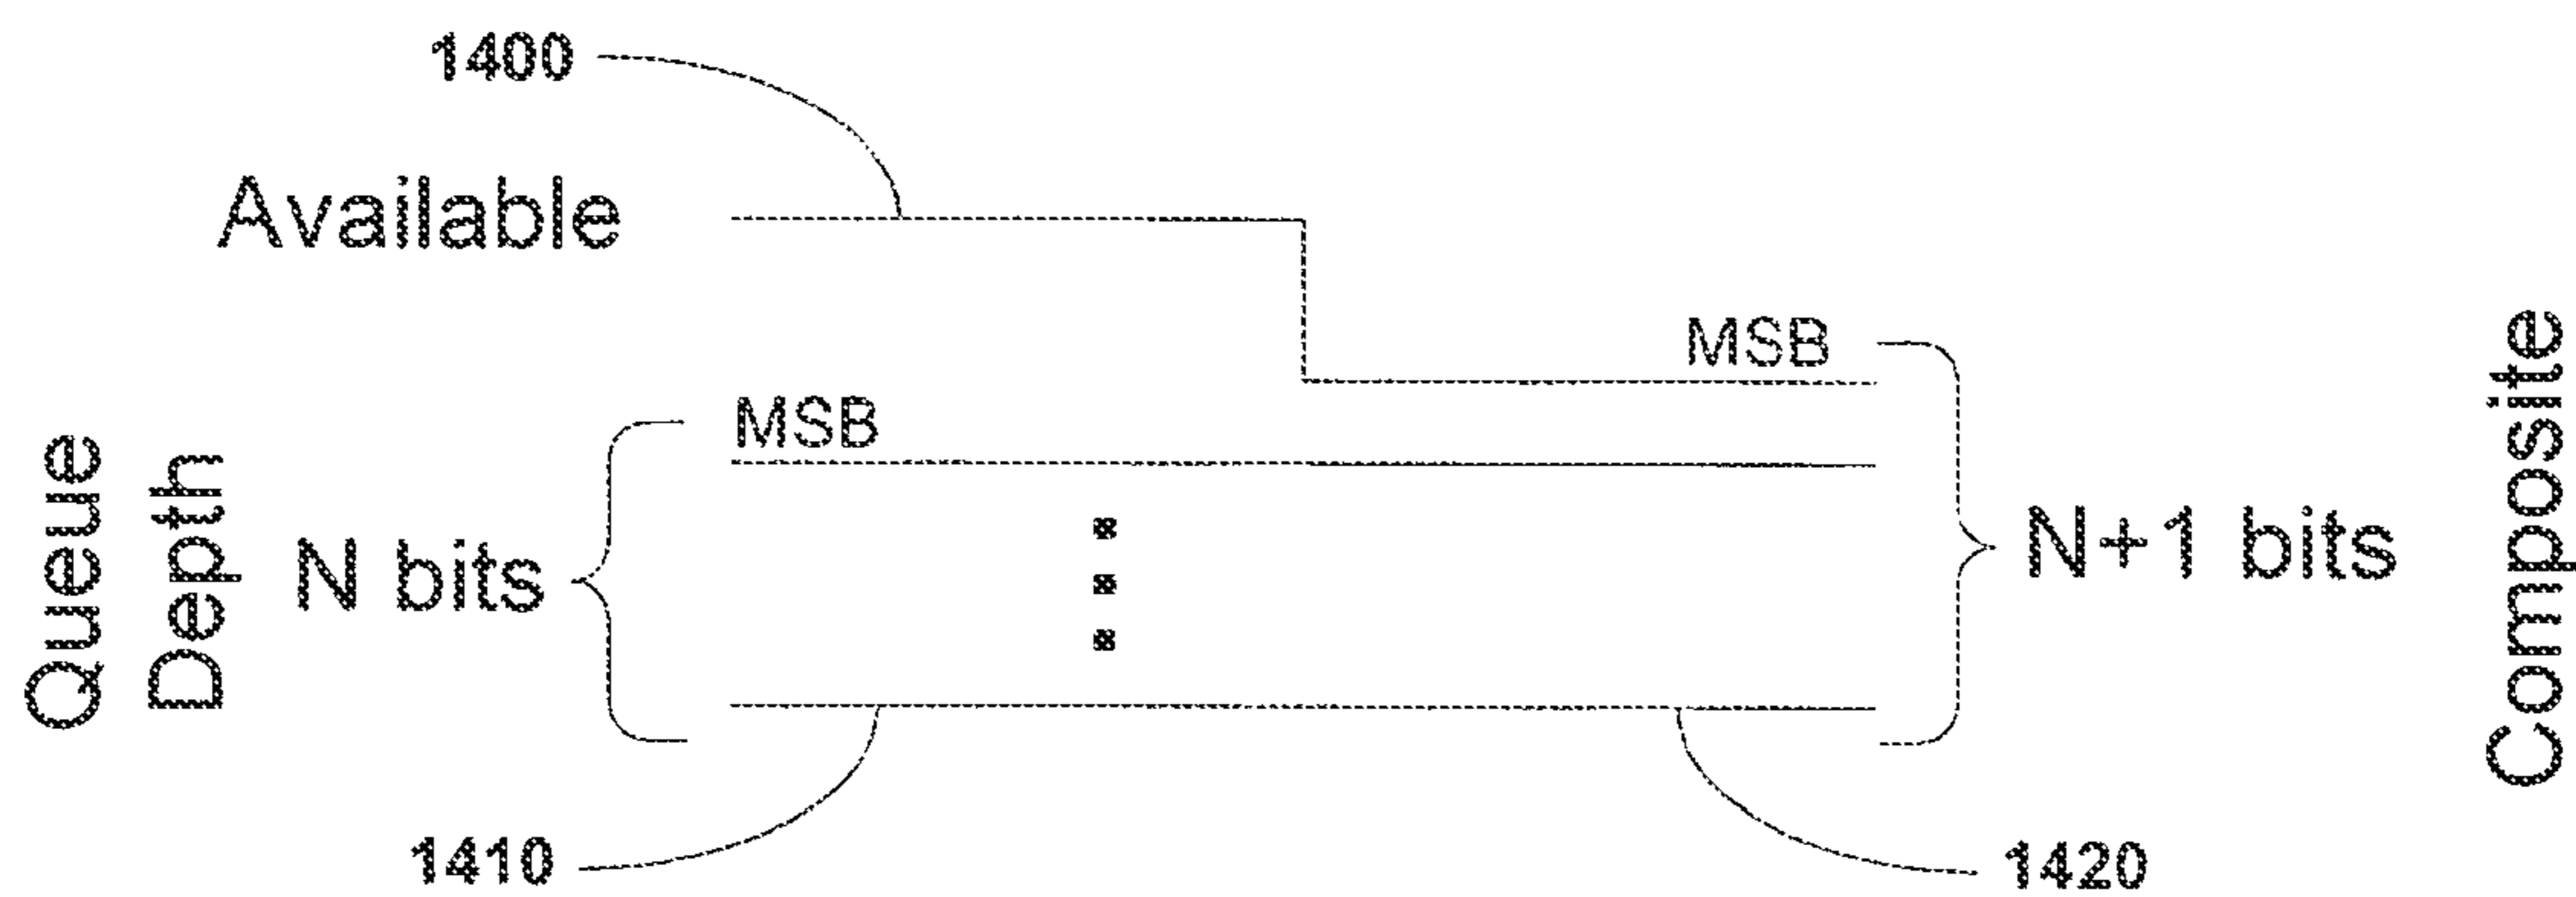 1400
Available
MSB
MSB
Queue
Depth
N bits
N+1 bits
Composite
1410
1420